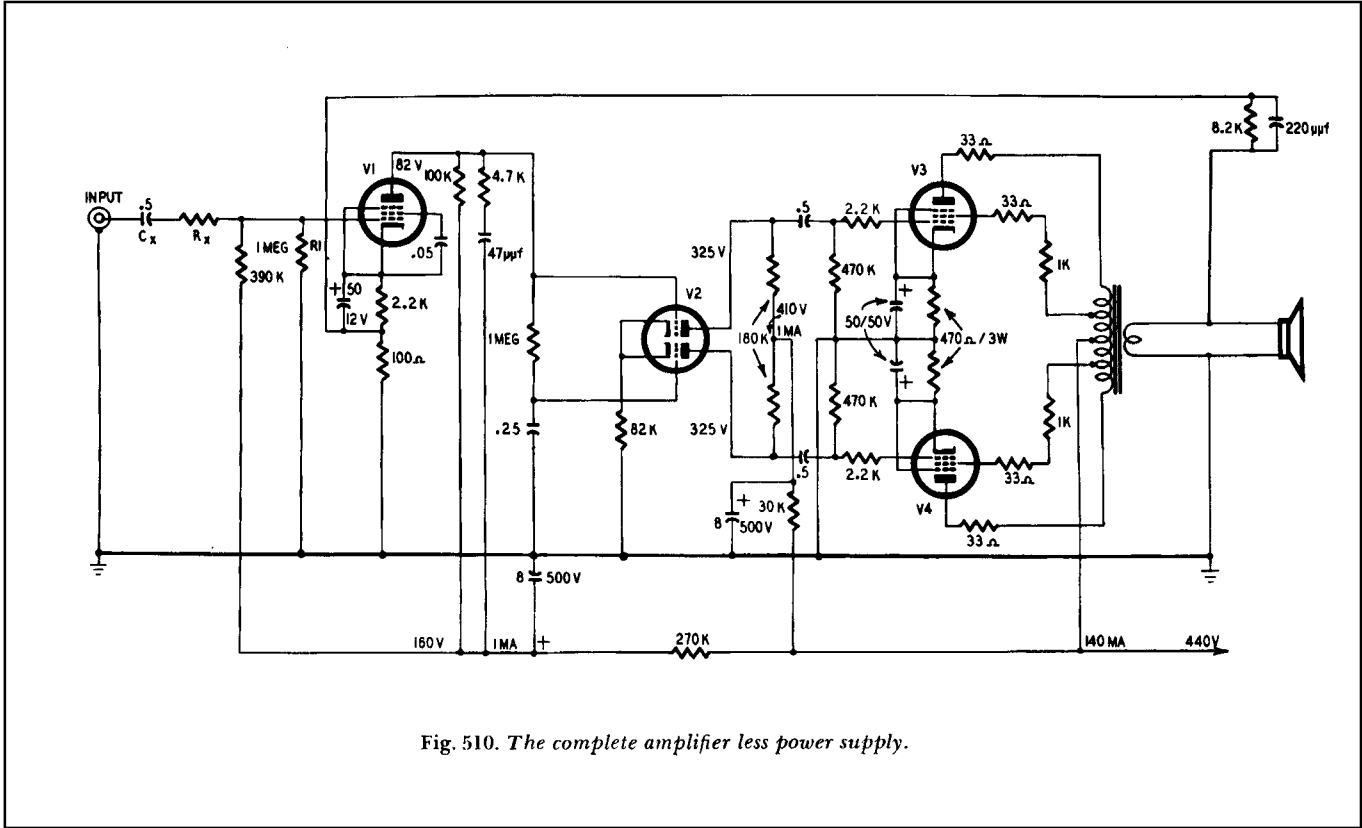 8.2K
220μμf
33Ω
V3
V1
82V
100K
4.7K
33Ω
INPUT
.5
2.2K
.5
Cx
Rx
1MEG
R1
.05
47μμf
390K
325V
470K
1K
+ 50
12V
2.2K
V2
410V
1MA
+
50/50V
180K
470Ω/3W
1MEG
100Ω
+
470K
1K
.25
82K
325V
2.2K
.5
33Ω
V4
+
30K
8
500V
33Ω
8
500V
160V
1MA
+
270K
140MA
440V
Fig. 510. The complete amplifier less power supply.